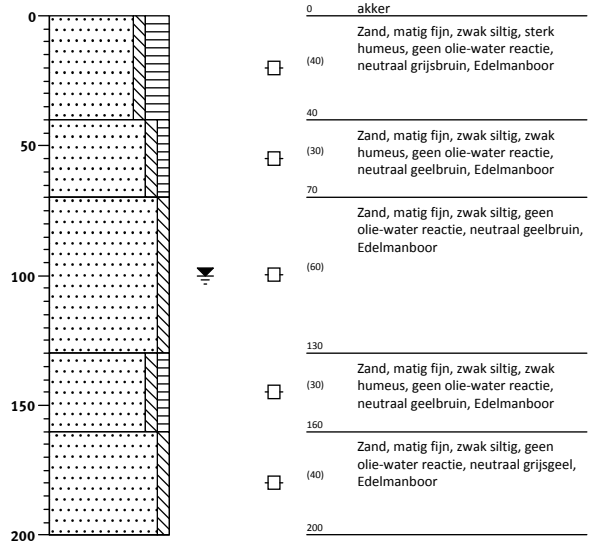 0
50
100
150
200
0 akker
Zand, matig fijn, zwak siltig, sterk
humeus, geen olie-water reactie,
(40)
neutraal grijsbruin, Edelmanboor
40
Zand, matig fijn, zwak siltig, zwak
(30)
humeus, geen olie-water reactie,
neutraal geelbruin, Edelmanboor
70
Zand, matig fijn, zwak siltig, geen
olie-water reactie, neutraal geelbruin,
Edelmanboor
(60)
130
Zand, matig fijn, zwak siltig, zwak
(30)
humeus, geen olie-water reactie,
neutraal geelbruin, Edelmanboor
160
Zand, matig fijn, zwak siltig, geen
olie-water reactie, neutraal grijsgeel,
(40)
Edelmanboor
200